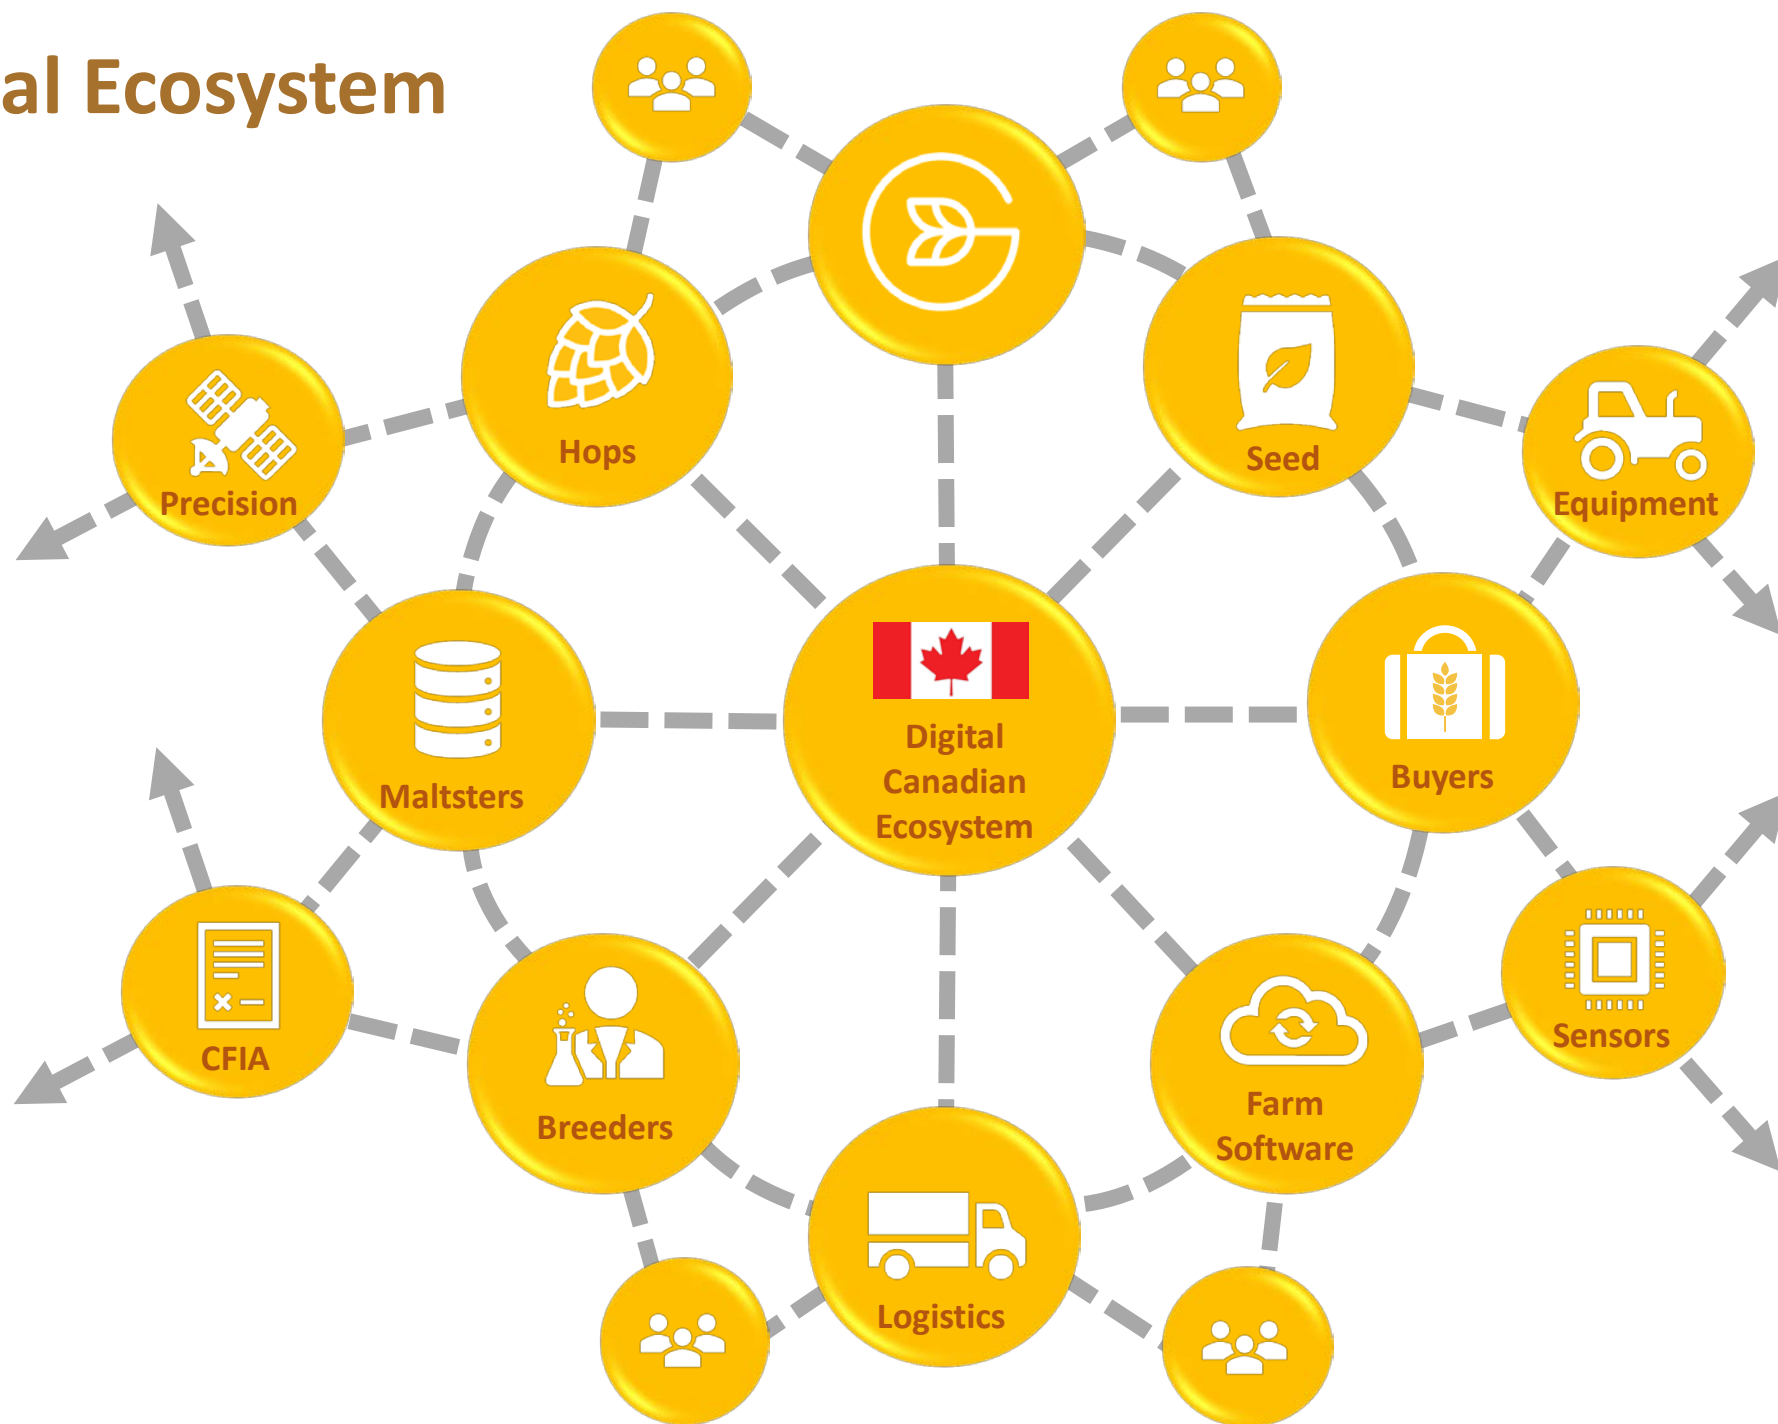 al Ecosystem
Hops
Seed
Precision
Equipment
Digital
Canadian
Ecosystem
Maltsters
Buyers
CFIA
Sensors
Breeders
Farm
Software
Logistics